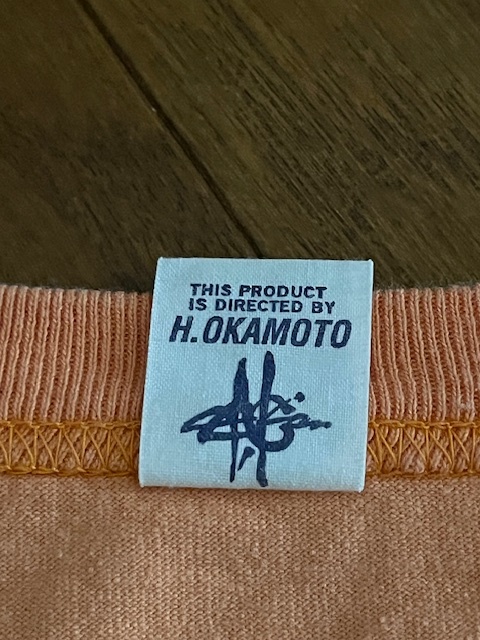 THIS PRODUCT
IS DIRECTED BY
H. OKAMOTO